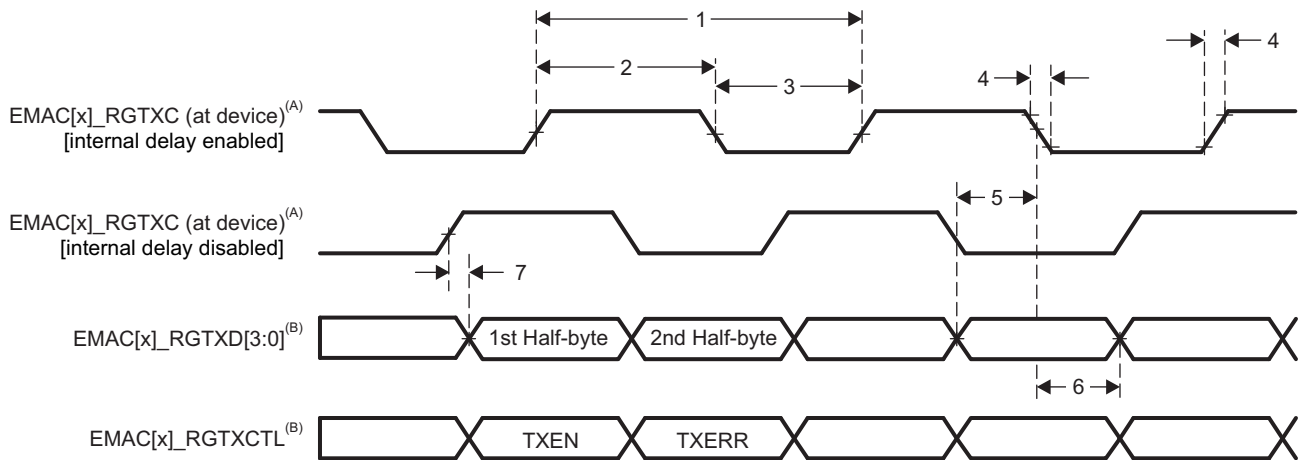 1
4
2
4
3
EMAC[x]_RGTXC (at device)(A)
[internal delay enabled]
5
EMAC[x]_RGTXC (at device)(A)
[internal delay disabled]
7
EMAC[x]_RGTXD[3:0](B)
1st Half-byte
2nd Half-byte
6
EMAC[x]_RGTXCTL(B)
TXEN
TXERR